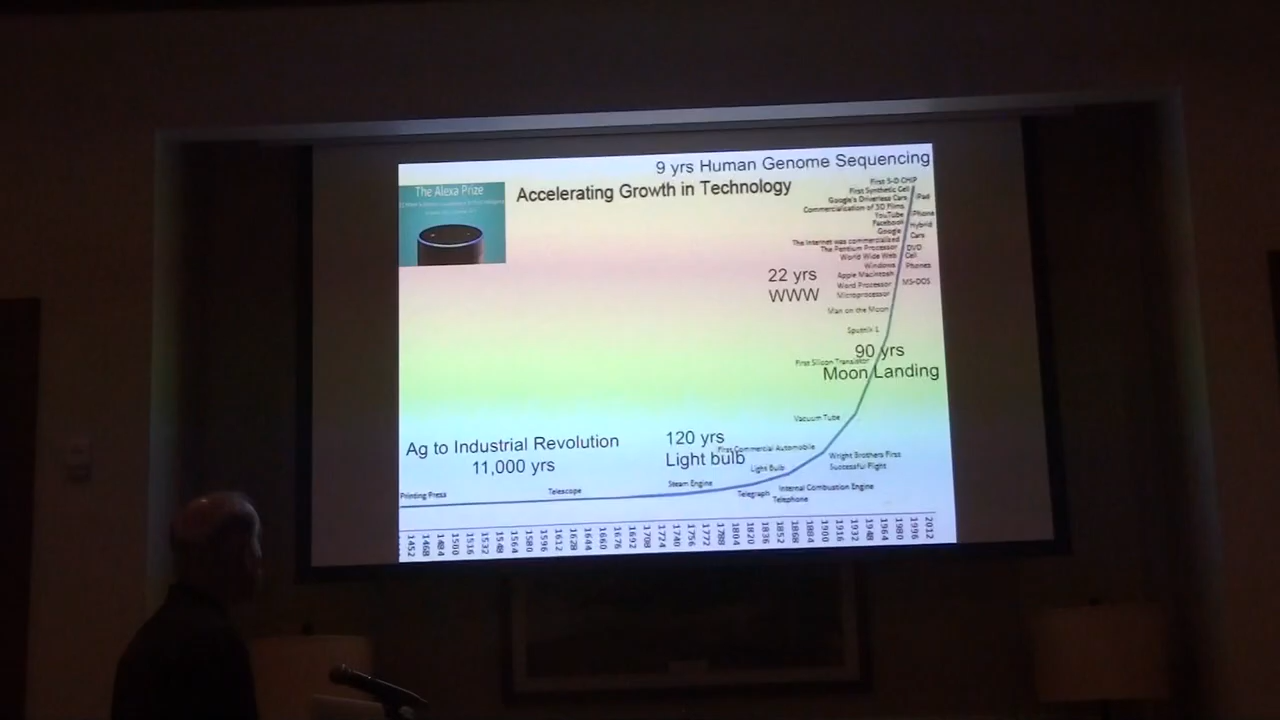 9 yrs Human Genome Sequencing
Accelerating Growth in Technology
The Alexa Prize
First Synthetic Cell
Google's Driverless Cars
iPad
Commercialisation of 3D Films
YouTube
iPhone
Facebook
Hybrid
Google
Cars
The Internet was commercialised
The Pentium Processor
DVD
World Wide Web
Cell
Windows
Phones
22 yrs
WWW
Apple Macintosh
Word Processor
MS-DOS
Microprocessor
Man on the Moon
Sputnik 1
90 yrs
First Silicon Transistor
Moon Landing
Vacuum Tube
Ag to Industrial Revolution
11,000 yrs
120 yrs
Light bulb
First Commercial Automobile
Wright Brothers First
Successful Flight
Light Bulb
Printing Press
Telescope
Steam Engine
Telegraph
Internal Combustion Engine
Telephone
1452 1468 1484 1500 1516 1532 1548 1564 1580 1596 1612 1628 1644 1660 1676 1692 1708 1724 1740 1756 1772 1788 1804 1820 1836 1852 1868 1884 1900 1916 1932 1948 1964 1980 1996 2012